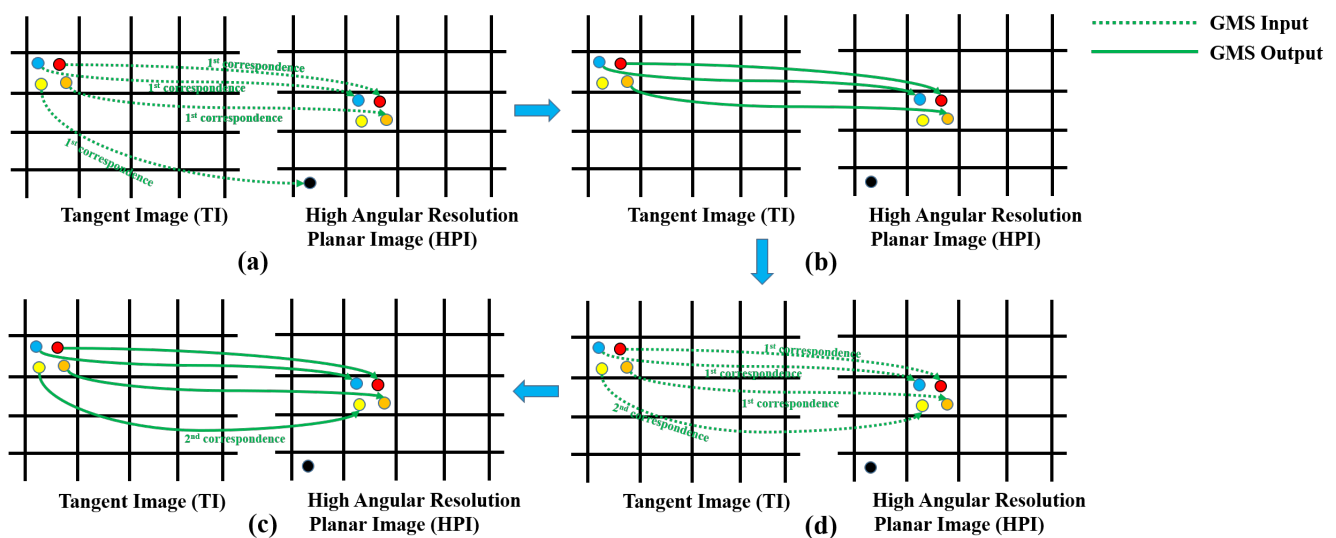 GMS Input
GMS Output
1st correspondence
1st correspondence
1st correspondence
1st correspondence
Tangent Image (TI)
High Angular Resolution
Planar Image (HPI)
(a)
Tangent Image (TI)
High Angular Resolution
Planar Image (HPI)
(b)
2nd correspondence
Tangent Image (TI)
High Angular Resolution
Planar Image (HPI)
(c)
1st correspondence
1st correspondence
1st correspondence
2nd correspondence
Tangent Image (TI)
High Angular Resolution
Planar Image (HPI)
(d)